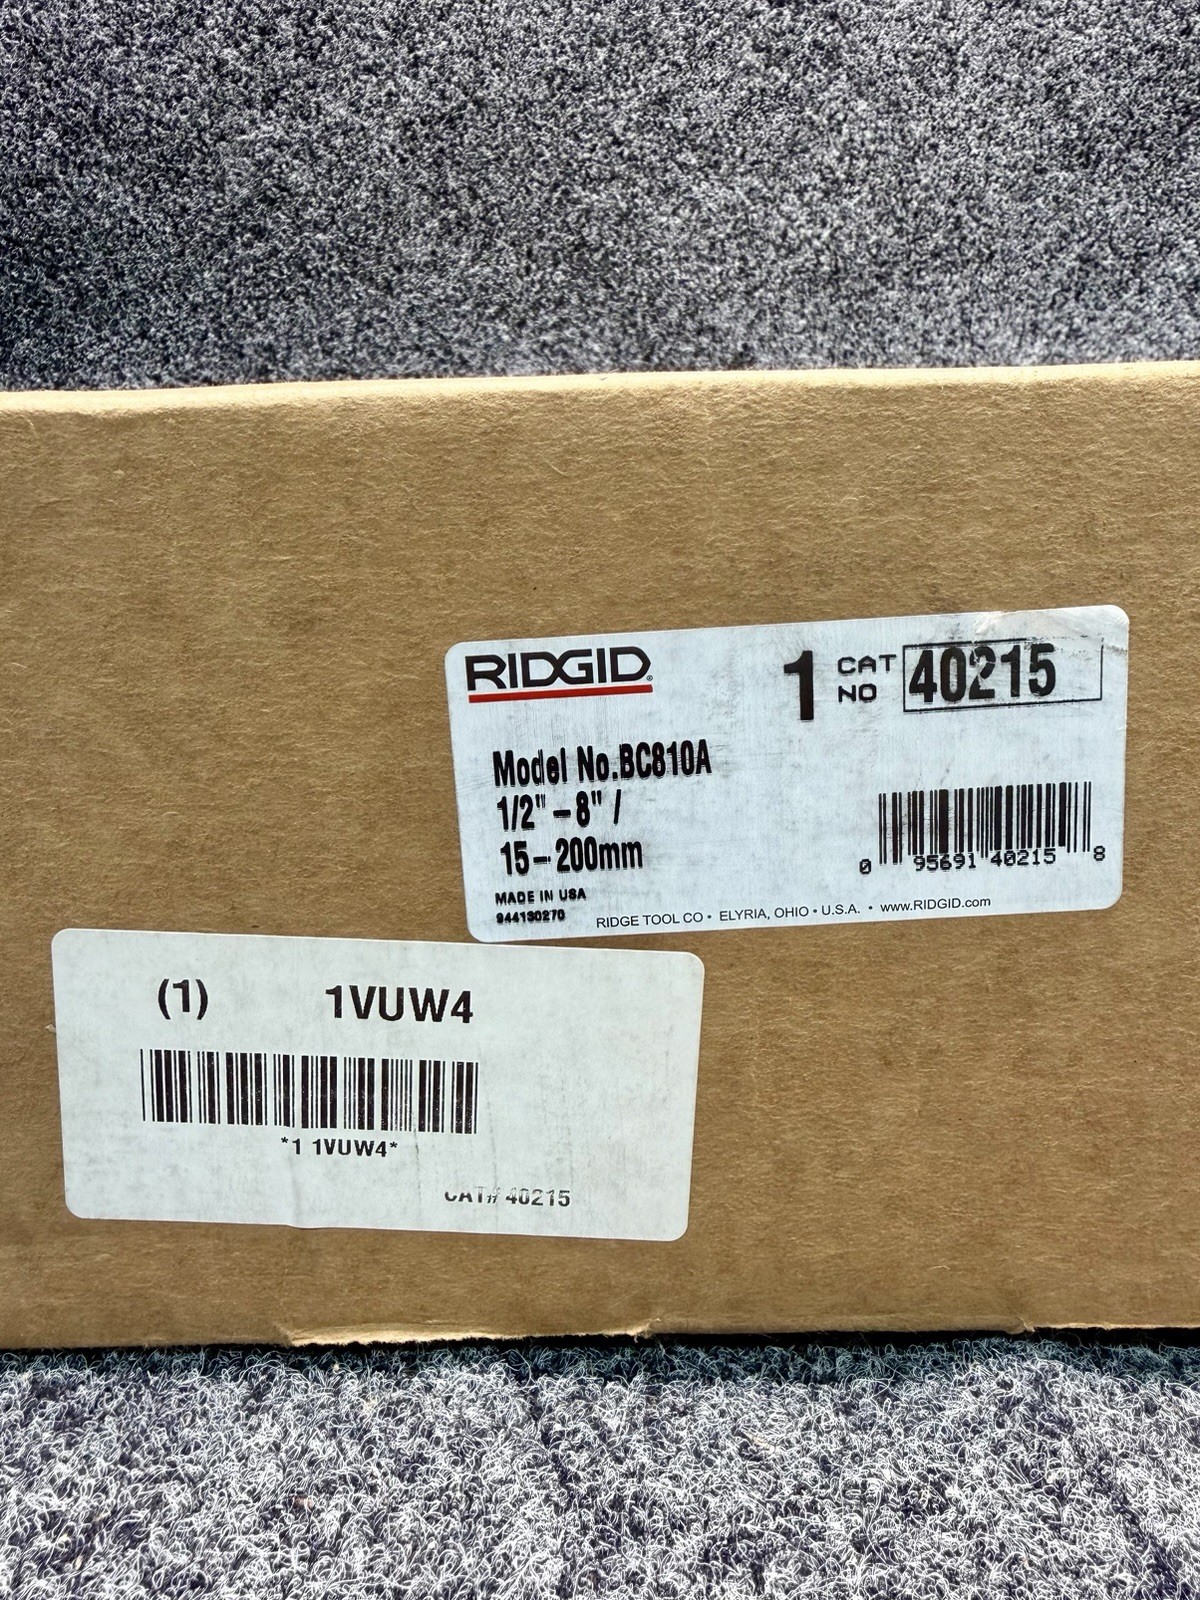 RIDGID®
1 CAT NO 40215
Model No.BC810A
1/2" – 8" /
15–200mm
MADE IN USA
944130270
0 95691 40215 8
RIDGE TOOL CO • ELYRIA, OHIO • U.S.A. • www.RIDGID.com
(1) 1VUW4
*1 1VUW4*
CAT# 40215